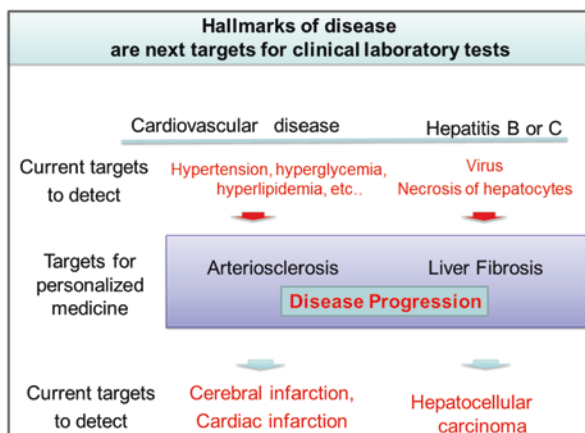 Hallmarks of disease
are next targets for clinical laboratory tests
Cardiovascular disease
Hepatitis B or C
Current targets
to detect
Hypertension, hyperglycemia,
hyperlipidemia, etc..
Virus
Necrosis of hepatocytes
Targets for
personalized
medicine
Arteriosclerosis
Liver Fibrosis
Disease Progression
Current targets
to detect
Cerebral infarction,
Cardiac infarction
Hepatocellular
carcinoma